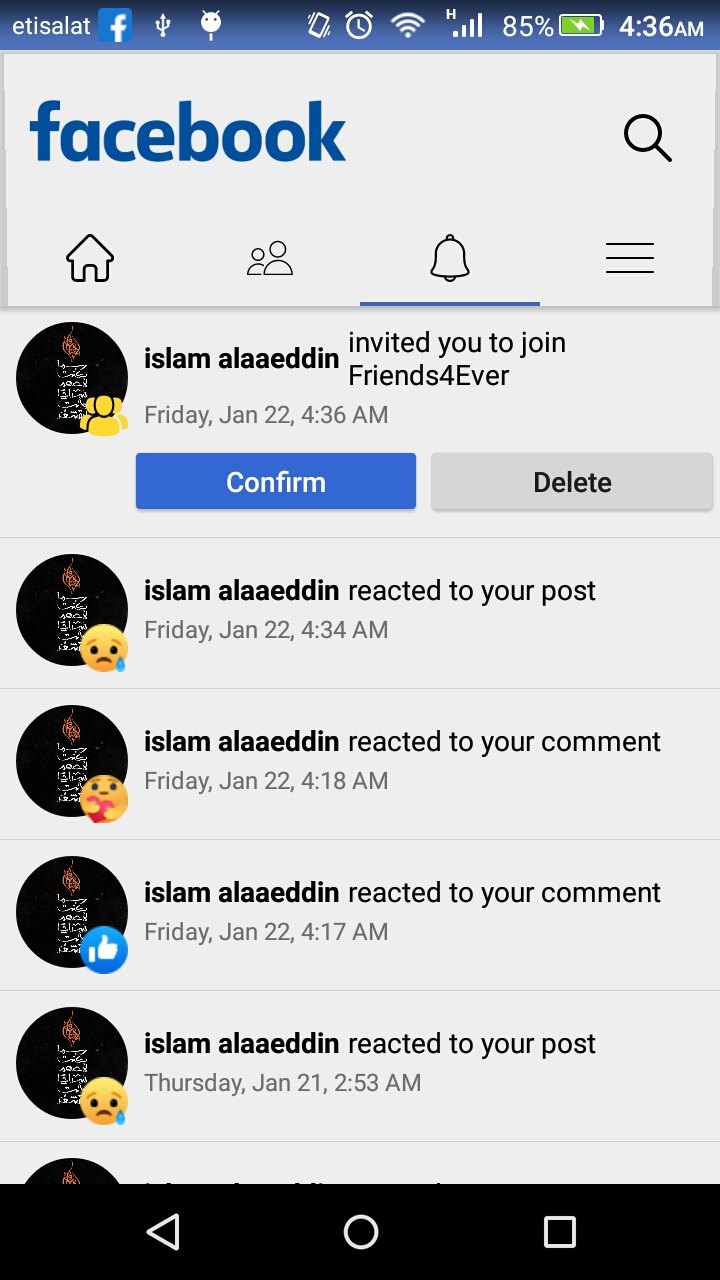 etisalat
H
85%
4:36AM
facebook
islam alaaeddin invited you to join
Friends4Ever
Friday, Jan 22, 4:36 AM
Confirm
Delete
islam alaaeddin reacted to your post
Friday, Jan 22, 4:34 AM
islam alaaeddin reacted to your comment
Friday, Jan 22, 4:18 AM
islam alaaeddin reacted to your comment
Friday, Jan 22, 4:17 AM
islam alaaeddin reacted to your post
Thursday, Jan 21, 2:53 AM